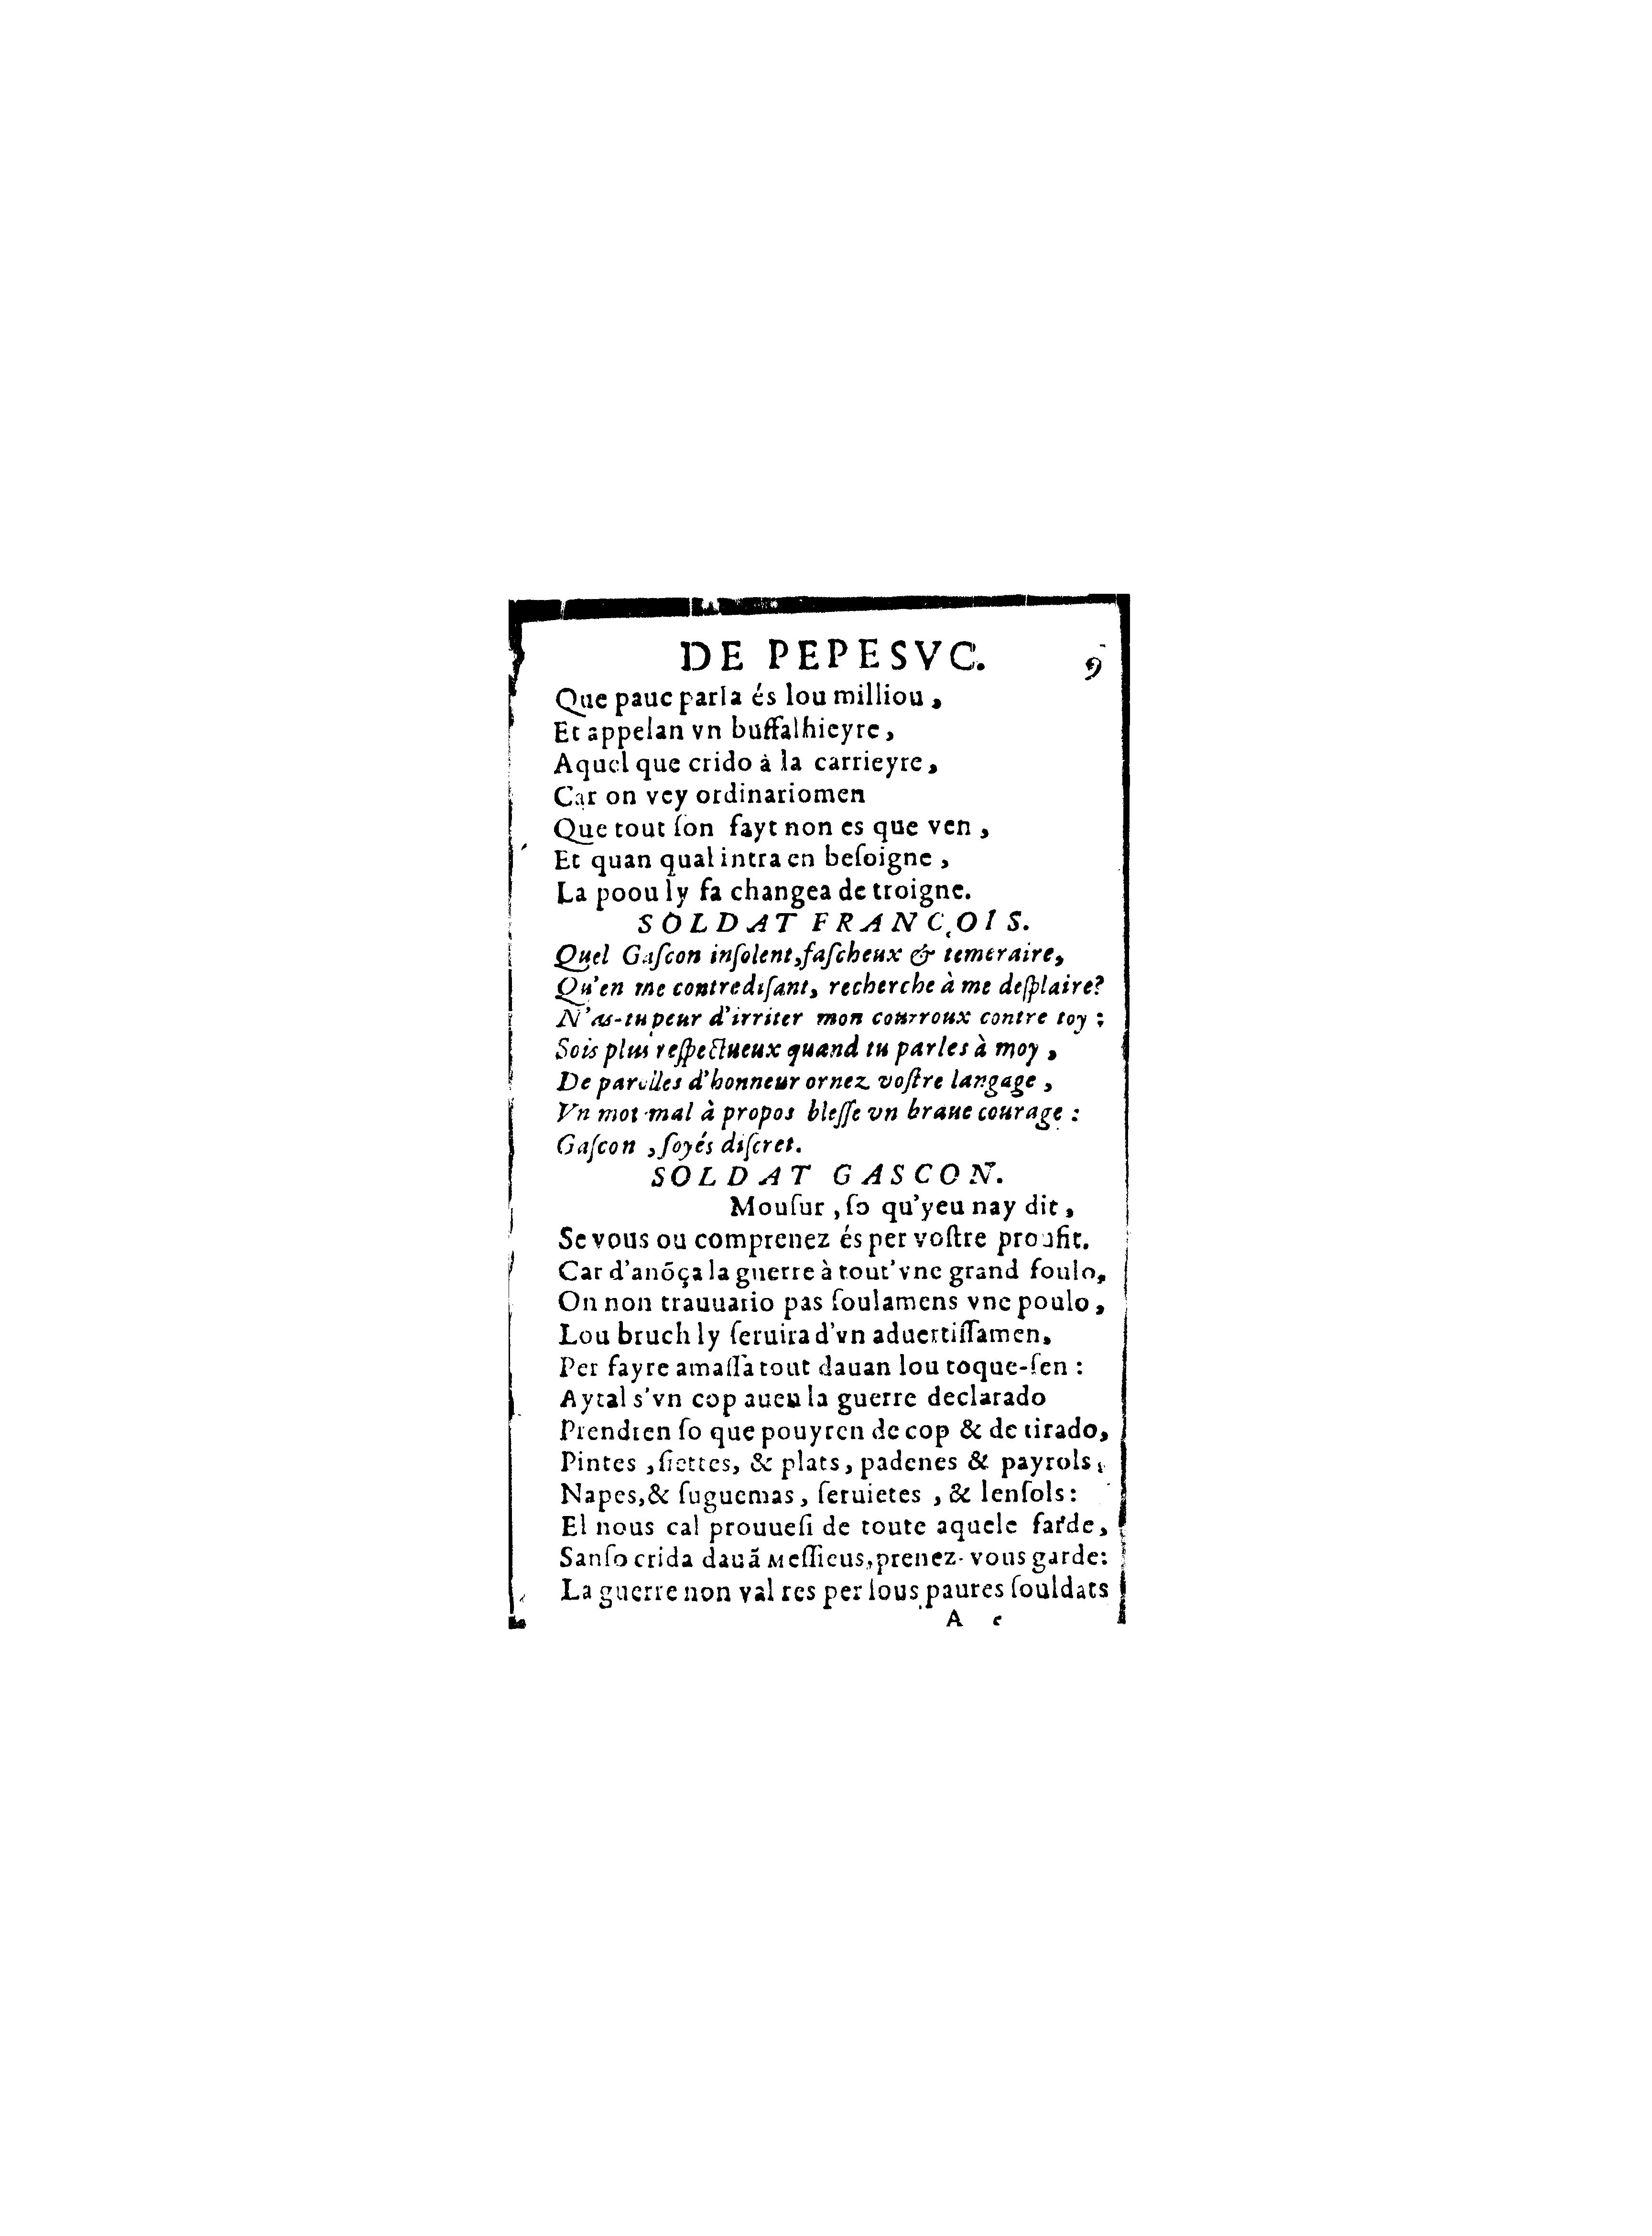 DE PEPESVC. 9
Que pauc parla és lou milliou,
Et appelan vn buffalhieyre,
Aquel que crido à la carrieyre,
Car on vey ordinariomen
Que tout ſon fayt non es que ven,
Et quan qual intra en beſoigne,
La poou ly fa changea de troigne.
SOLDAT FRANÇOIS.
Quel Gaſcon inſolent, faſcheux & temeraire,
Qu'en me contrediſant, recherche à me deſplaire?
N'as-tu peur d'irriter mon courroux contre toy;
Sois plus reſpectueux quand tu parles à moy,
De parolles d'honneur ornez voſtre langage,
Vn mot mal à propos bleſſe vn braue courage:
Gaſcon, ſoyés diſcret.
SOLDAT GASCON.
Mouſur, ſo qu'yeu nay dit,
Se vous ou comprenez és per voſtre proufit.
Car d'anõça la guerre à tout'vne grand foulo,
On non trauuario pas ſoulamens vne poulo,
Lou bruch ly ſeruira d'vn aduertiſſamen,
Per fayre amaſſa tout dauan lou toque-ſen:
Aytal s'vn cop aueu la guerre declarado
Prendren ſo que pouyren de cop & de tirado,
Pintes, ſiettes, & plats, padenes & payrols,
Napes, & ſuguemas, ſeruietes, & lenſols:
El nous cal prouueſi de toute aquele farde,
Sanſo crida dauã Meſſieus, prenez-vous garde:
La guerre non val res per lous paures ſouldats
A e